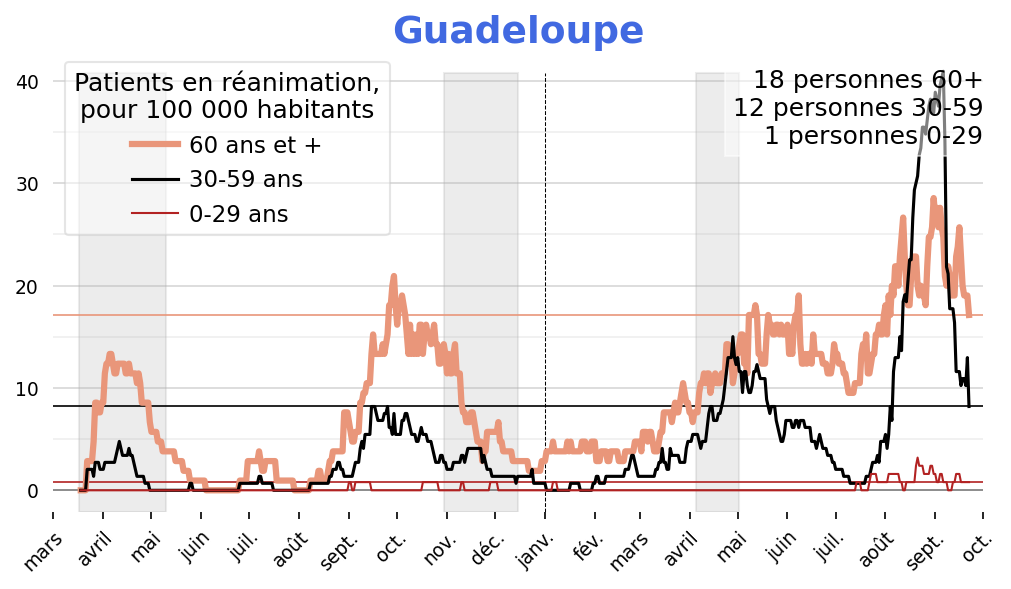 Guadeloupe
Patients en réanimation,
pour 100 000 habitants
60 ans et +
30-59 ans
0-29 ans
18 personnes 60+
12 personnes 30-59
1 personnes 0-29
40
30
20
10
0
mars avril mai juin juil. août sept. oct. nov. déc. janv. fév. mars avril mai juin juil. août sept. oct.